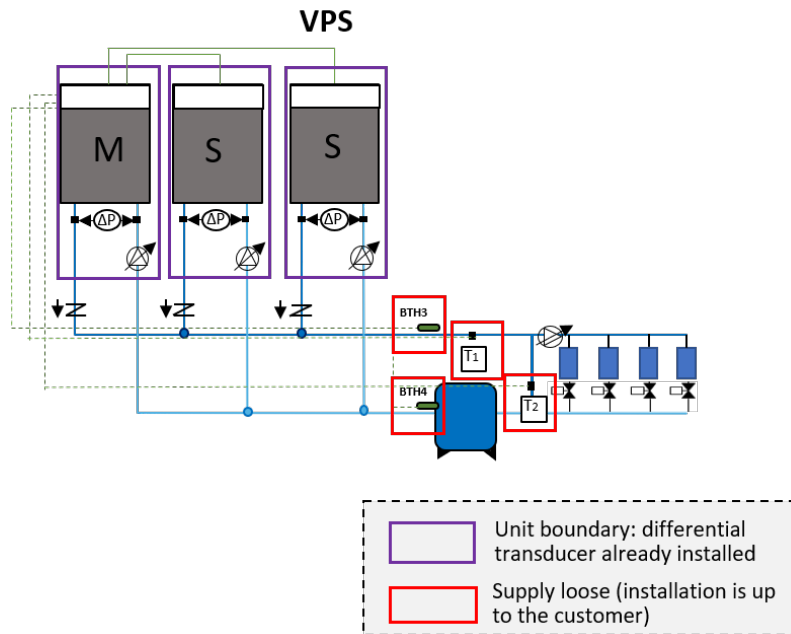 VPS
M
S
S
ΔP
ΔP
ΔP
BTH3
T1
BTH4
T2
Unit boundary: differential
transducer already installed
Supply loose (installation is up
to the customer)